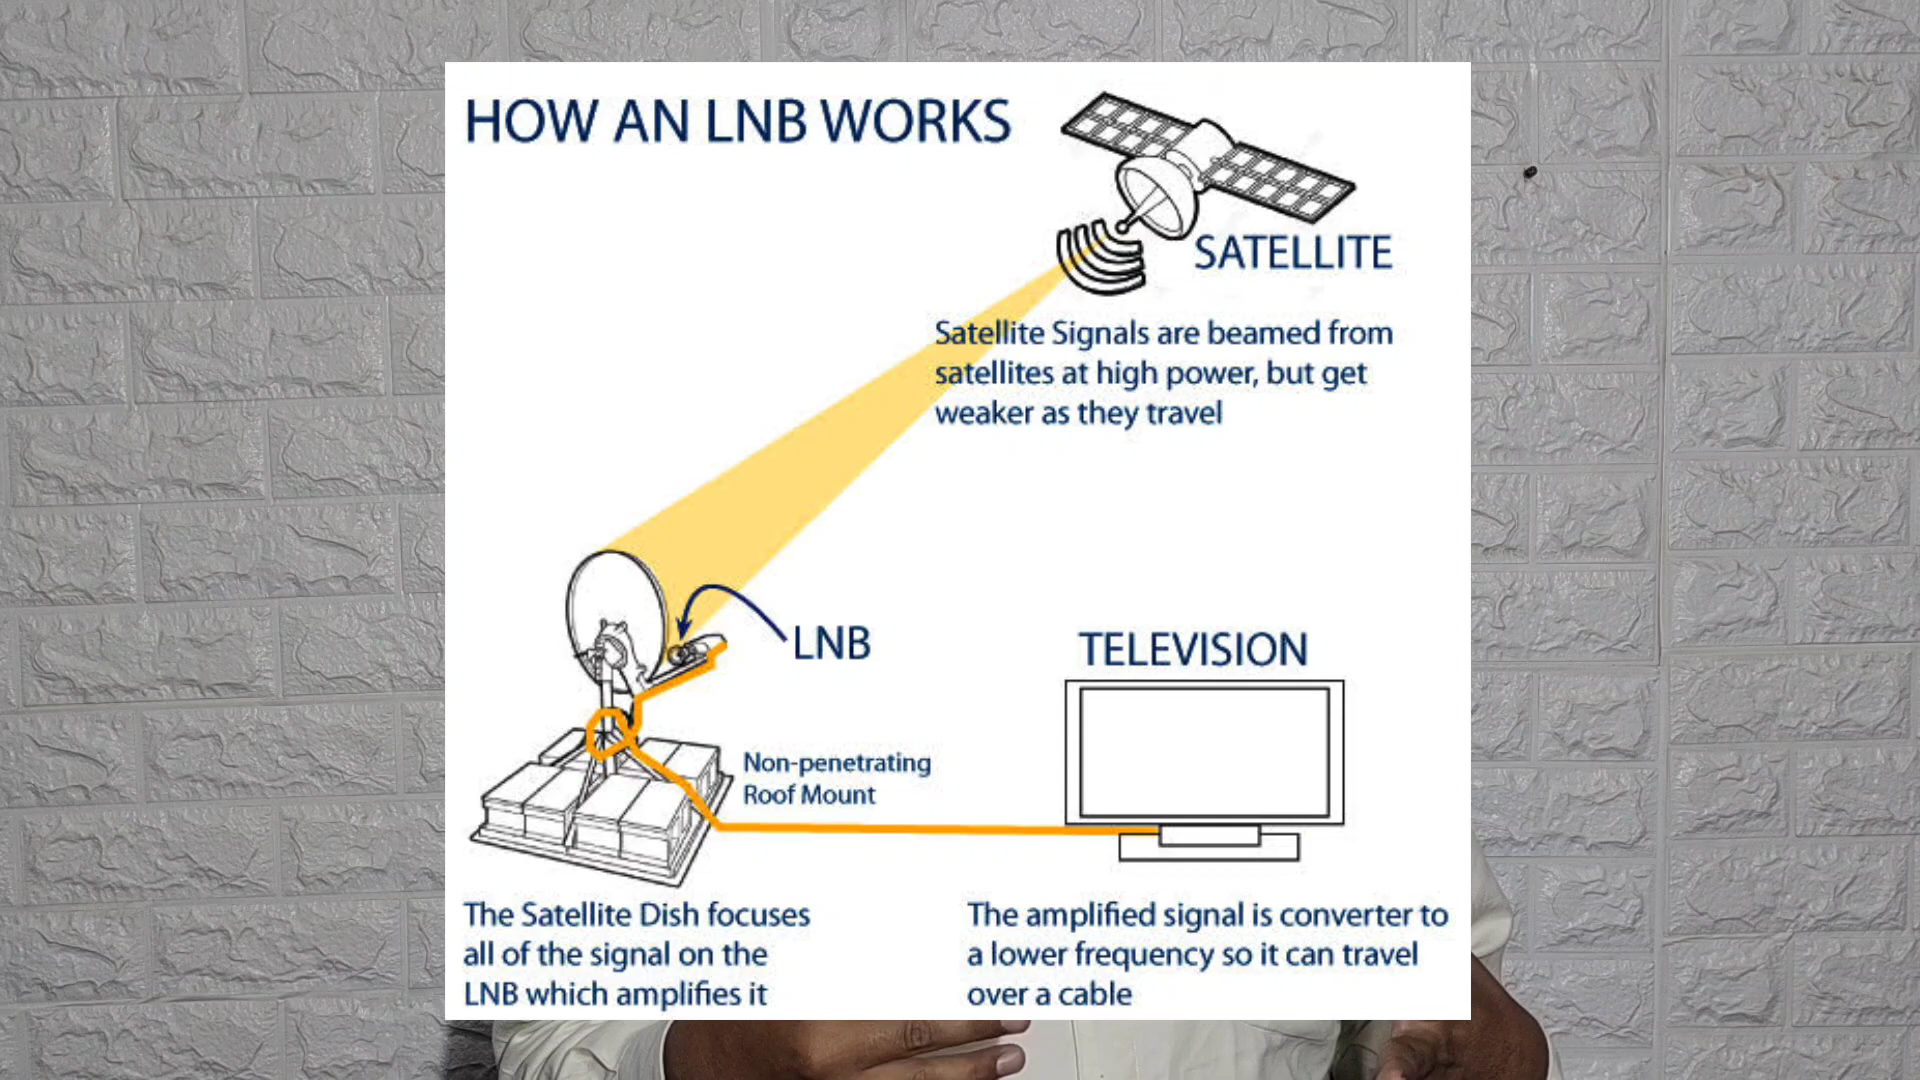 HOW AN LNB WORKS
SATELLITE
Satellite Signals are beamed from
satellites at high power, but get
weaker as they travel
LNB
TELEVISION
Non-penetrating
Roof Mount
The Satellite Dish focuses
all of the signal on the
LNB which amplifies it
The amplified signal is converter to
a lower frequency so it can travel
over a cable